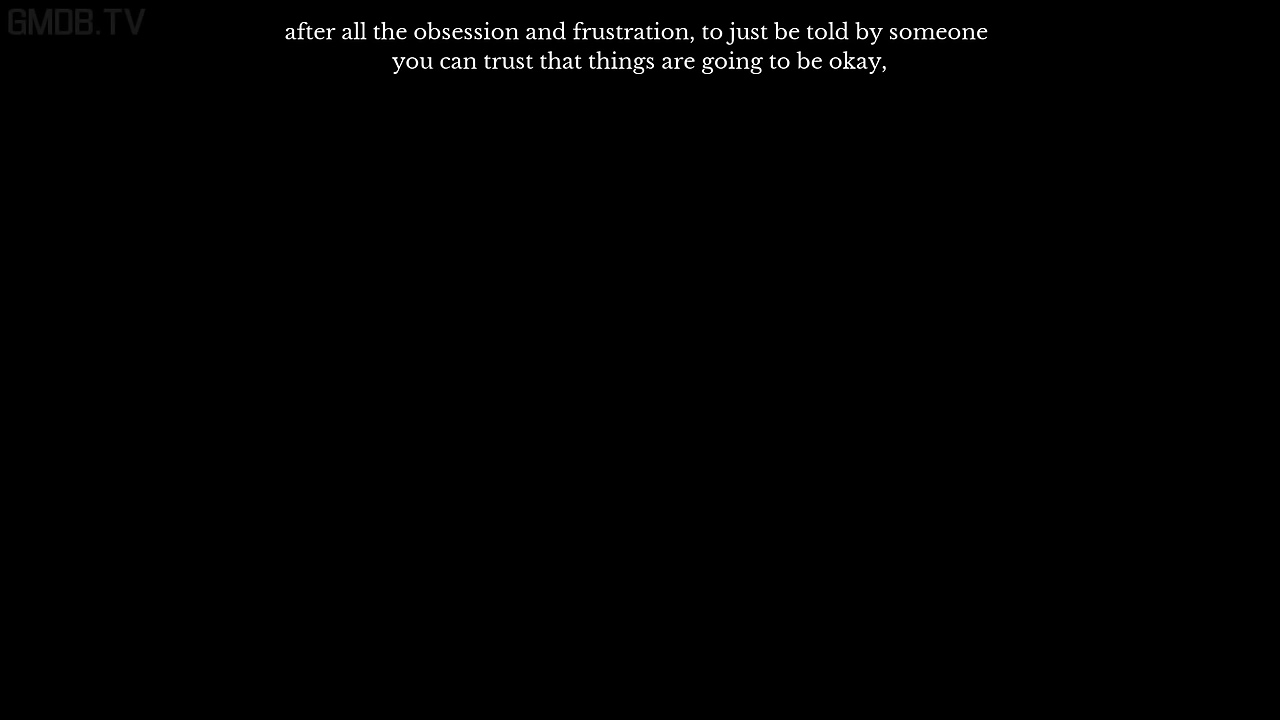 GMDB.TV
after all the obsession and frustration, to just be told by someone
you can trust that things are going to be okay,